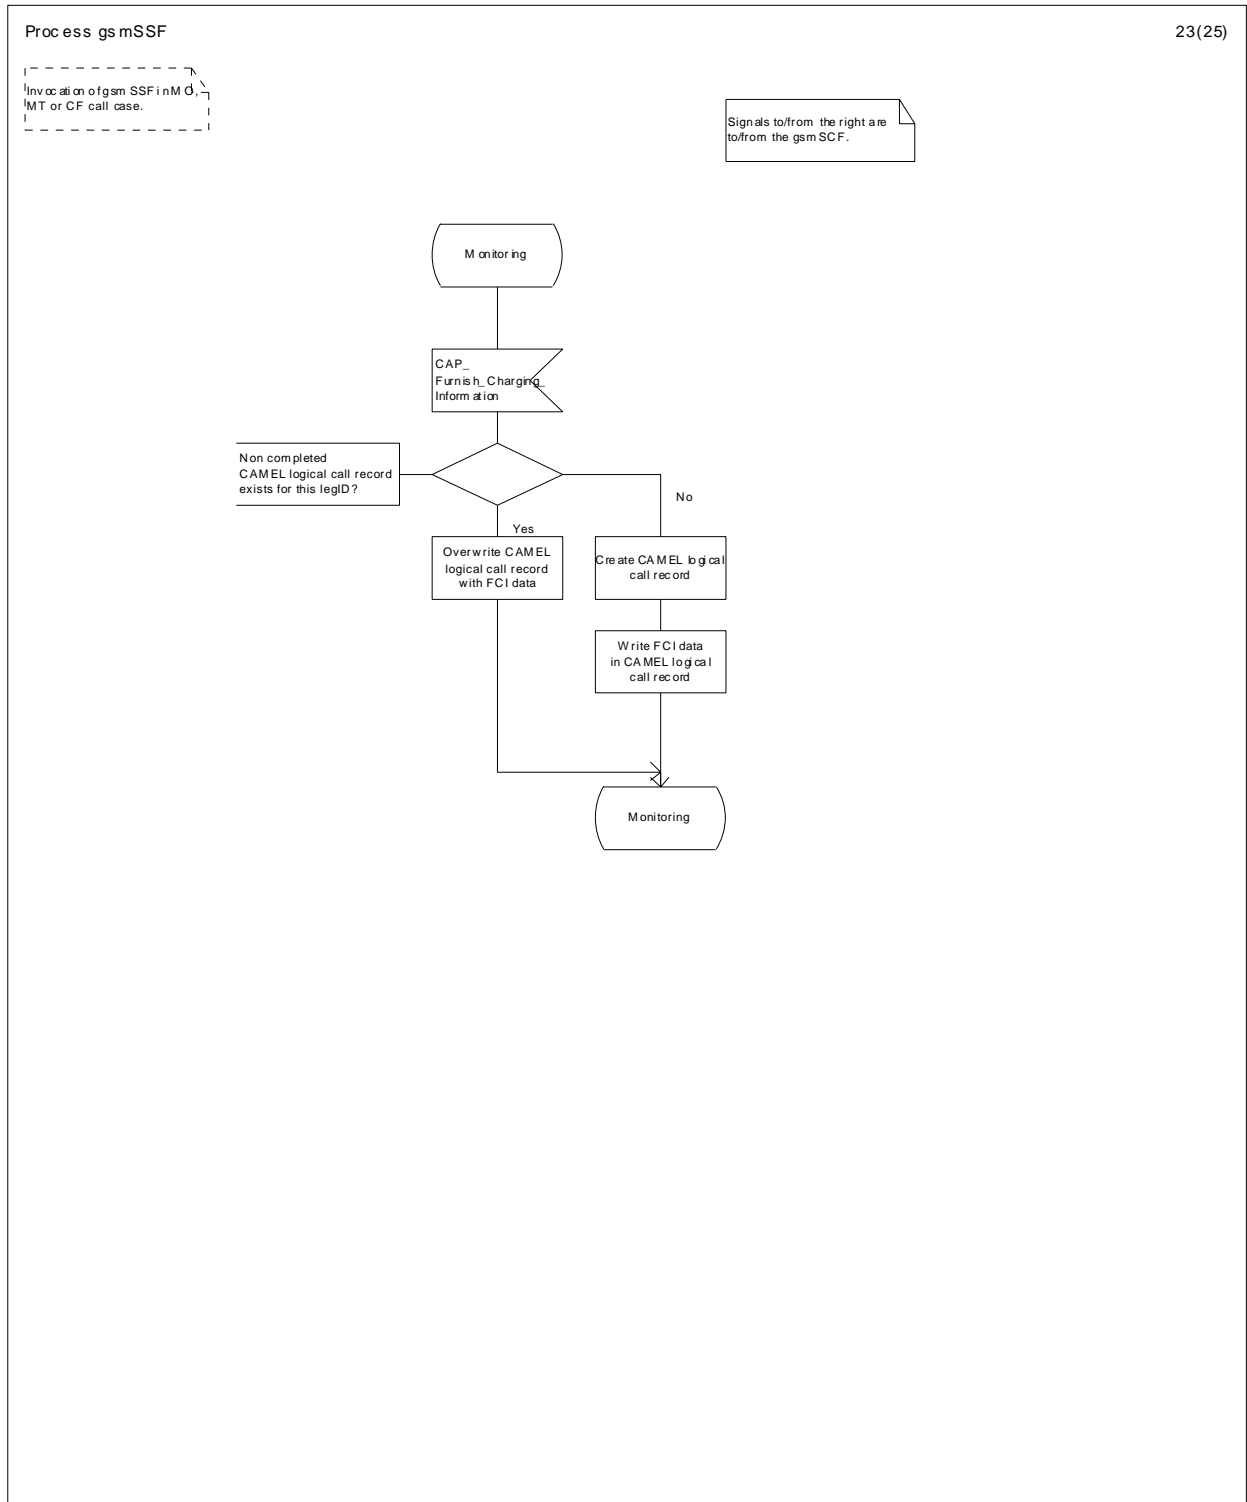 Process gsmSSF
23(25)
Invocation of gsmSSF in MO,
MT or CF call case.
Signals to/from the right are
to/from the gsmSCF.
Monitoring
CAP_
Furnish_Charging_
Information
Non completed
CAMEL logical call record
exists for this legID?
No
Yes
Overwrite CAMEL
logical call record
with FCI data
Create CAMEL logical
call record
Write FCI data
in CAMEL logical
call record
Monitoring